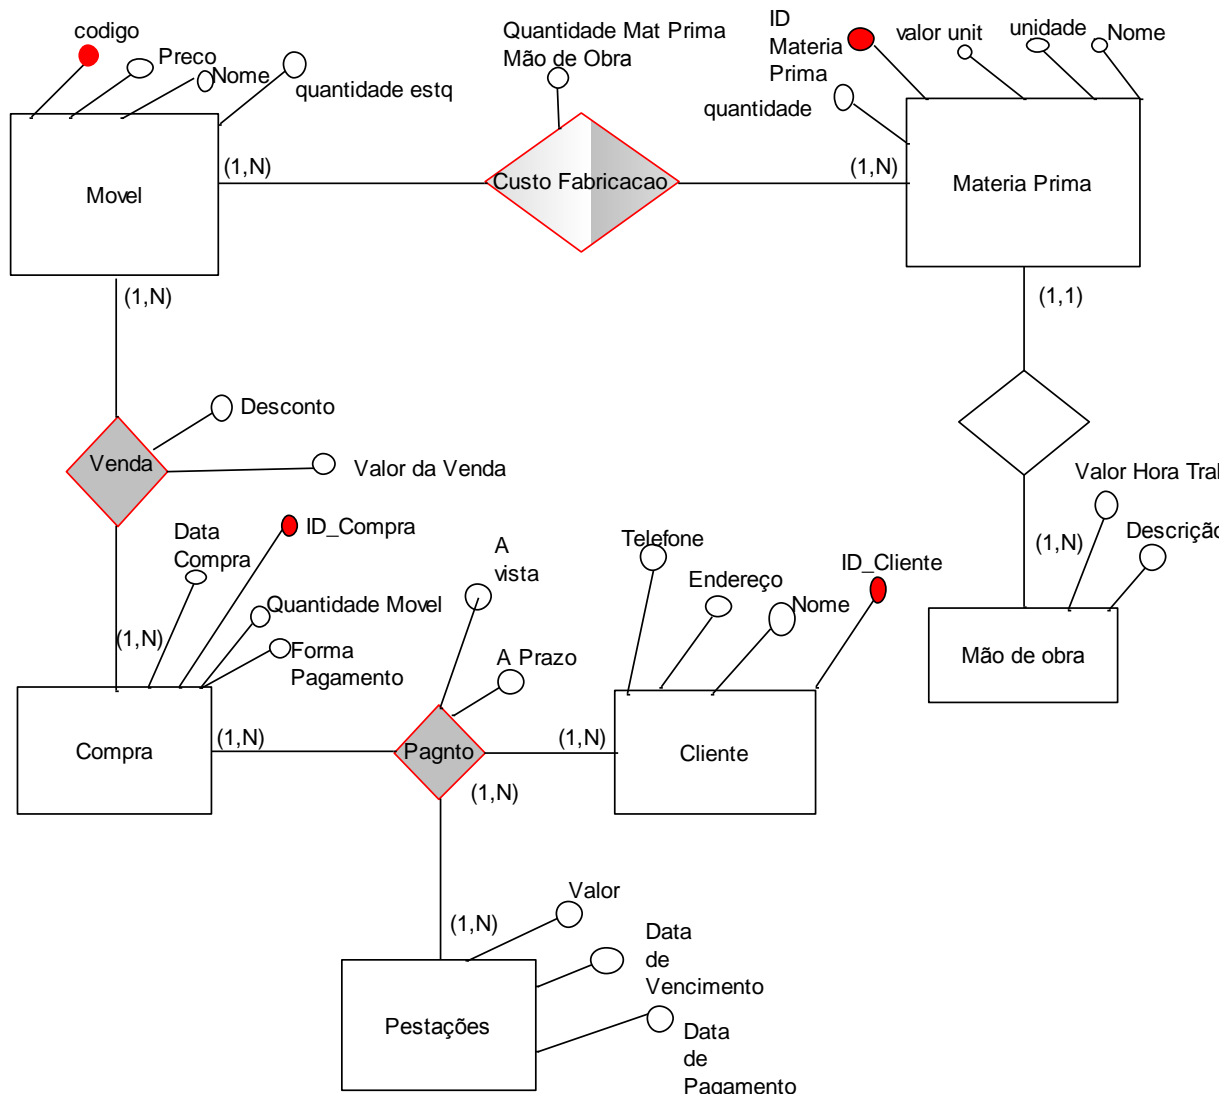 codigo
Preco
Nome
quantidade estq
Quantidade Mat Prima
Mão de Obra
ID
Materia
Prima
valor unit
unidade
Nome
quantidade
Movel
(1,N)
Custo Fabricacao
(1,N)
Materia Prima
(1,N)
(1,1)
Desconto
Venda
Valor da Venda
Valor Hora Tral
Descrição
(1,N)
Mão de obra
Data
Compra
ID_Compra
Quantidade Movel
Forma
Pagamento
(1,N)
A
vista
A Prazo
Telefone
Endereço
Nome
ID_Cliente
Compra
(1,N)
Pagnto
(1,N)
(1,N)
Cliente
(1,N)
Valor
Data
de
Vencimento
Pestações
Data
de
Pagamento